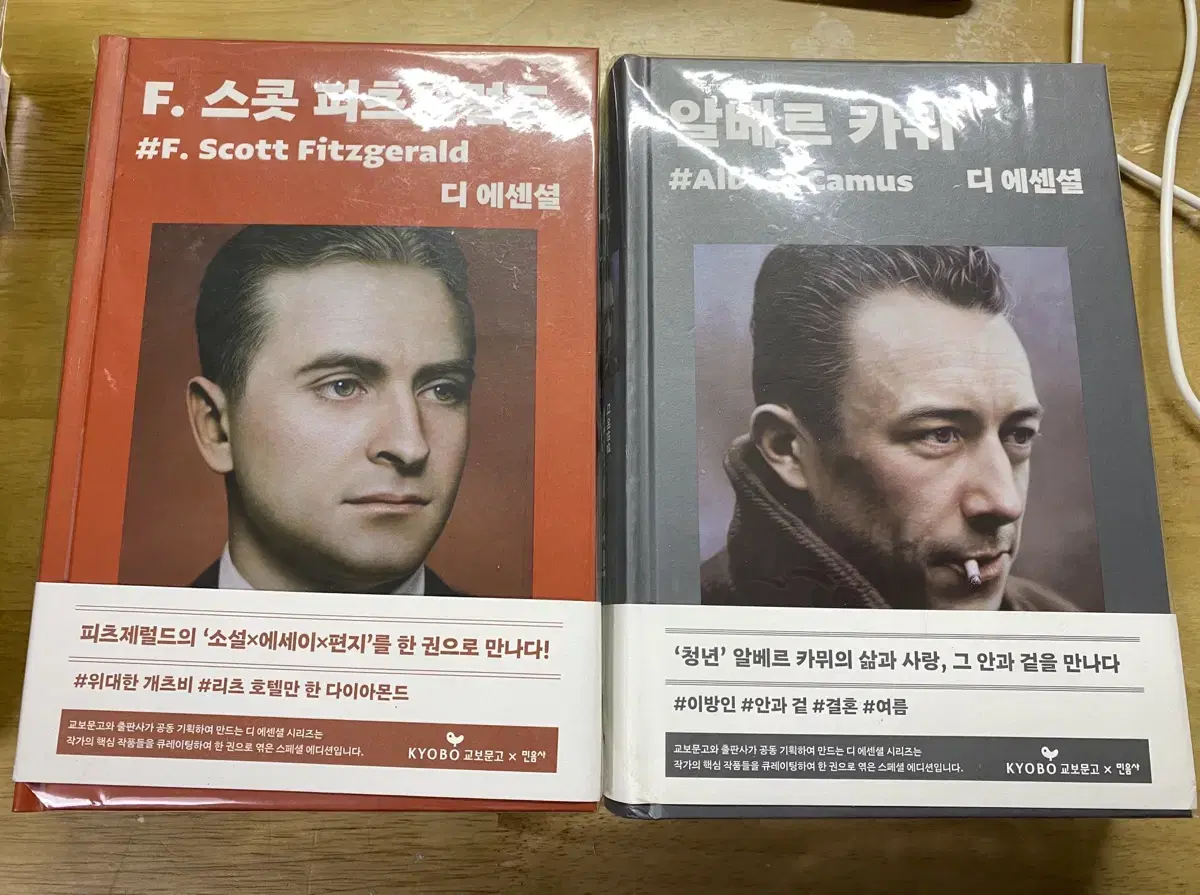 F. 스콧 피츠제럴드
#F. Scott Fitzgerald
디 에센셜
피츠제럴드의 ‘소설×에세이×편지’를 한 권으로 만나다!
#위대한 개츠비 #리츠 호텔만 한 다이아몬드
교보문고와 출판사가 공동 기획하여 만드는 디 에센셜 시리즈는
작가의 핵심 작품들을 큐레이팅하여 한 권으로 엮은 스페셜 에디션입니다.
KYOBO 교보문고 × 민음사
알베르 카뮈
#Albert Camus
디 에센셜
디 에센셜
‘청년’ 알베르 카뮈의 삶과 사랑, 그 안과 겉을 만나다
#이방인 #안과 겉 #결혼 #여름
교보문고와 출판사가 공동 기획하여 만드는 디 에센셜 시리즈는
작가의 핵심 작품들을 큐레이팅하여 한 권으로 엮은 스페셜 에디션입니다.
KYOBO 교보문고 × 민음사